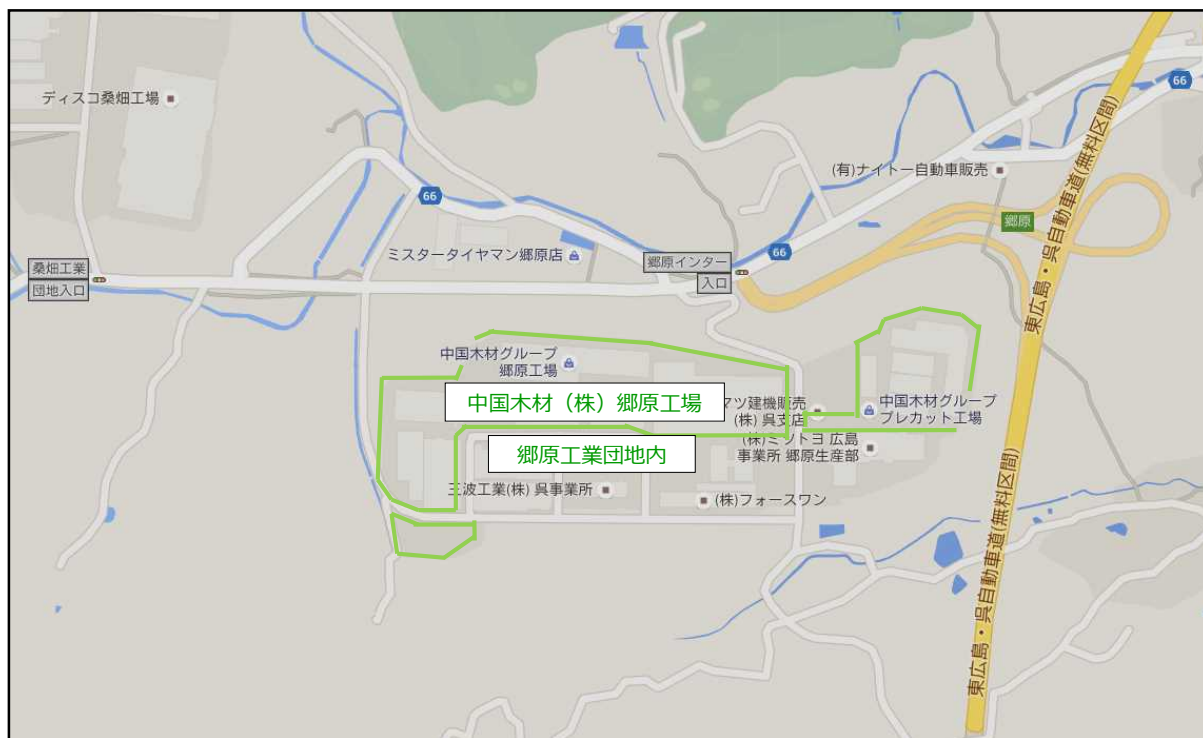 66
ディスコ桑畑工場
(有)ナイトー自動車販売
66
郷原
ミスタータイヤマン郷原店
66
郷原インター
入口
桑畑工業
団地入口
東広島・呉自動車道(無料区間)
中国木材グループ
郷原工場
中国木材(株)郷原工場
マツ建機販売
(株) 呉支店
中国木材グループ
プレカット工場
郷原工業団地内
(株)ミツトヨ 広島
事業所 郷原生産部
三波工業(株) 呉事業所
(株)フォースワン
東広島・呉自動車道(無料区間)